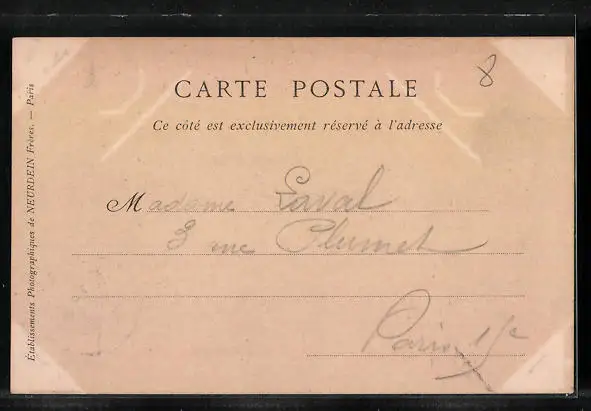 8
CARTE POSTALE
Ce côté est exclusivement réservé à l'adresse
Madame Laval
3 rue Plumet
Paris 15e
Établissements Photographiques de NEURDEIN Frères. — Paris